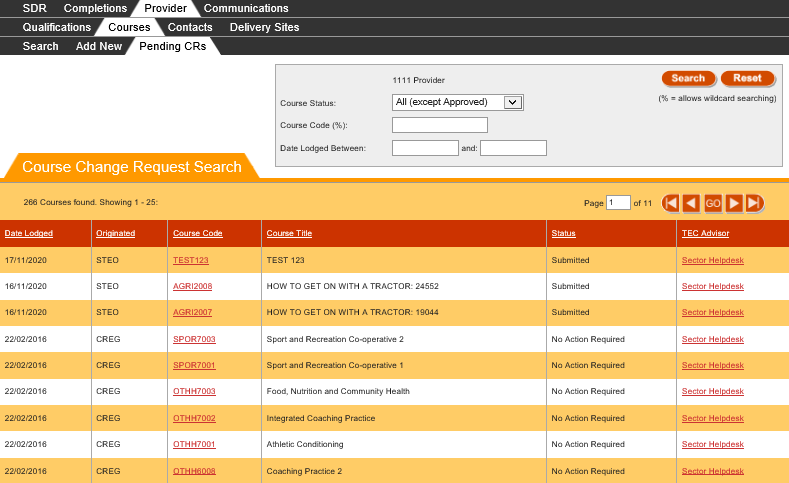 SDR Completions Provider Communications
Qualifications Courses Contacts Delivery Sites
Search Add New Pending CRs
1111 Provider
Search Reset
Course Status: All (except Approved)
(% = allows wildcard searching)
Course Code (%):
Date Lodged Between: and:
Course Change Request Search
266 Courses found. Showing 1 - 25:
Page 1 of 11 GO
Date Lodged Originated Course Code Course Title Status TEC Advisor
17/11/2020 STEO TEST123 TEST 123 Submitted Sector Helpdesk
16/11/2020 STEO AGRI2008 HOW TO GET ON WITH A TRACTOR: 24552 Submitted Sector Helpdesk
16/11/2020 STEO AGRI2007 HOW TO GET ON WITH A TRACTOR: 19044 Submitted Sector Helpdesk
22/02/2016 CREG SPOR7003 Sport and Recreation Co-operative 2 No Action Required Sector Helpdesk
22/02/2016 CREG SPOR7001 Sport and Recreation Co-operative 1 No Action Required Sector Helpdesk
22/02/2016 CREG OTHH7003 Food, Nutrition and Community Health No Action Required Sector Helpdesk
22/02/2016 CREG OTHH7002 Integrated Coaching Practice No Action Required Sector Helpdesk
22/02/2016 CREG OTHH7001 Athletic Conditioning No Action Required Sector Helpdesk
22/02/2016 CREG OTHH6008 Coaching Practice 2 No Action Required Sector Helpdesk